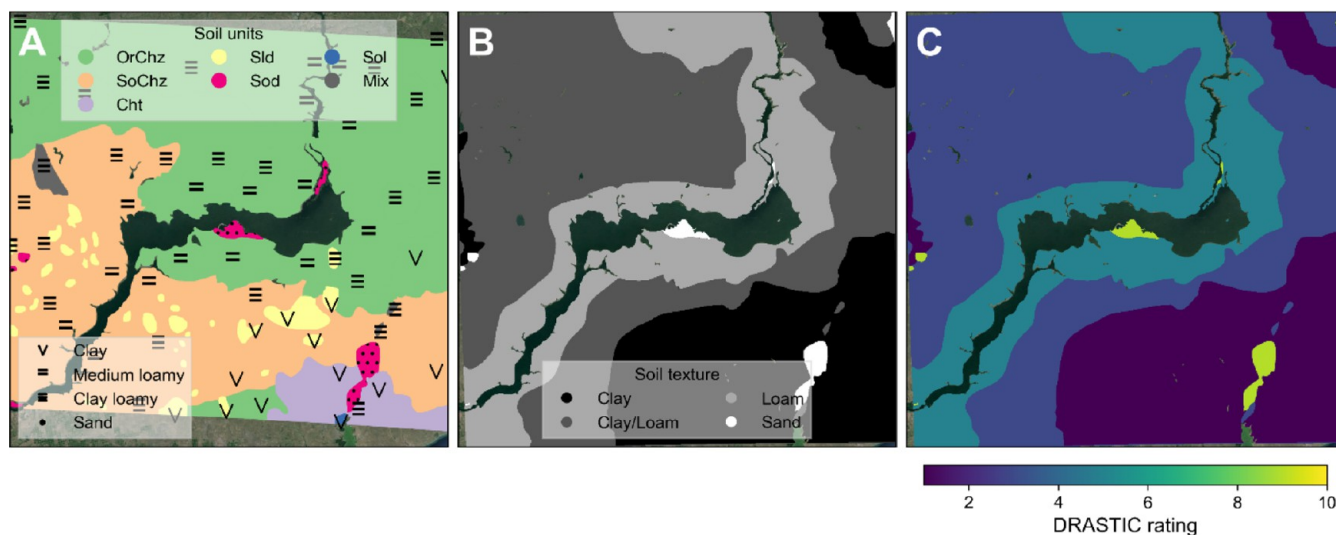 A
Soil units
OrChz Sld Sol
SoChz Sod Mix
Cht
V Clay
Medium loamy
Clay loamy
Sand
B
Soil texture
Clay Loam
Clay/Loam Sand
C
2 4 6 8 10
DRASTIC rating